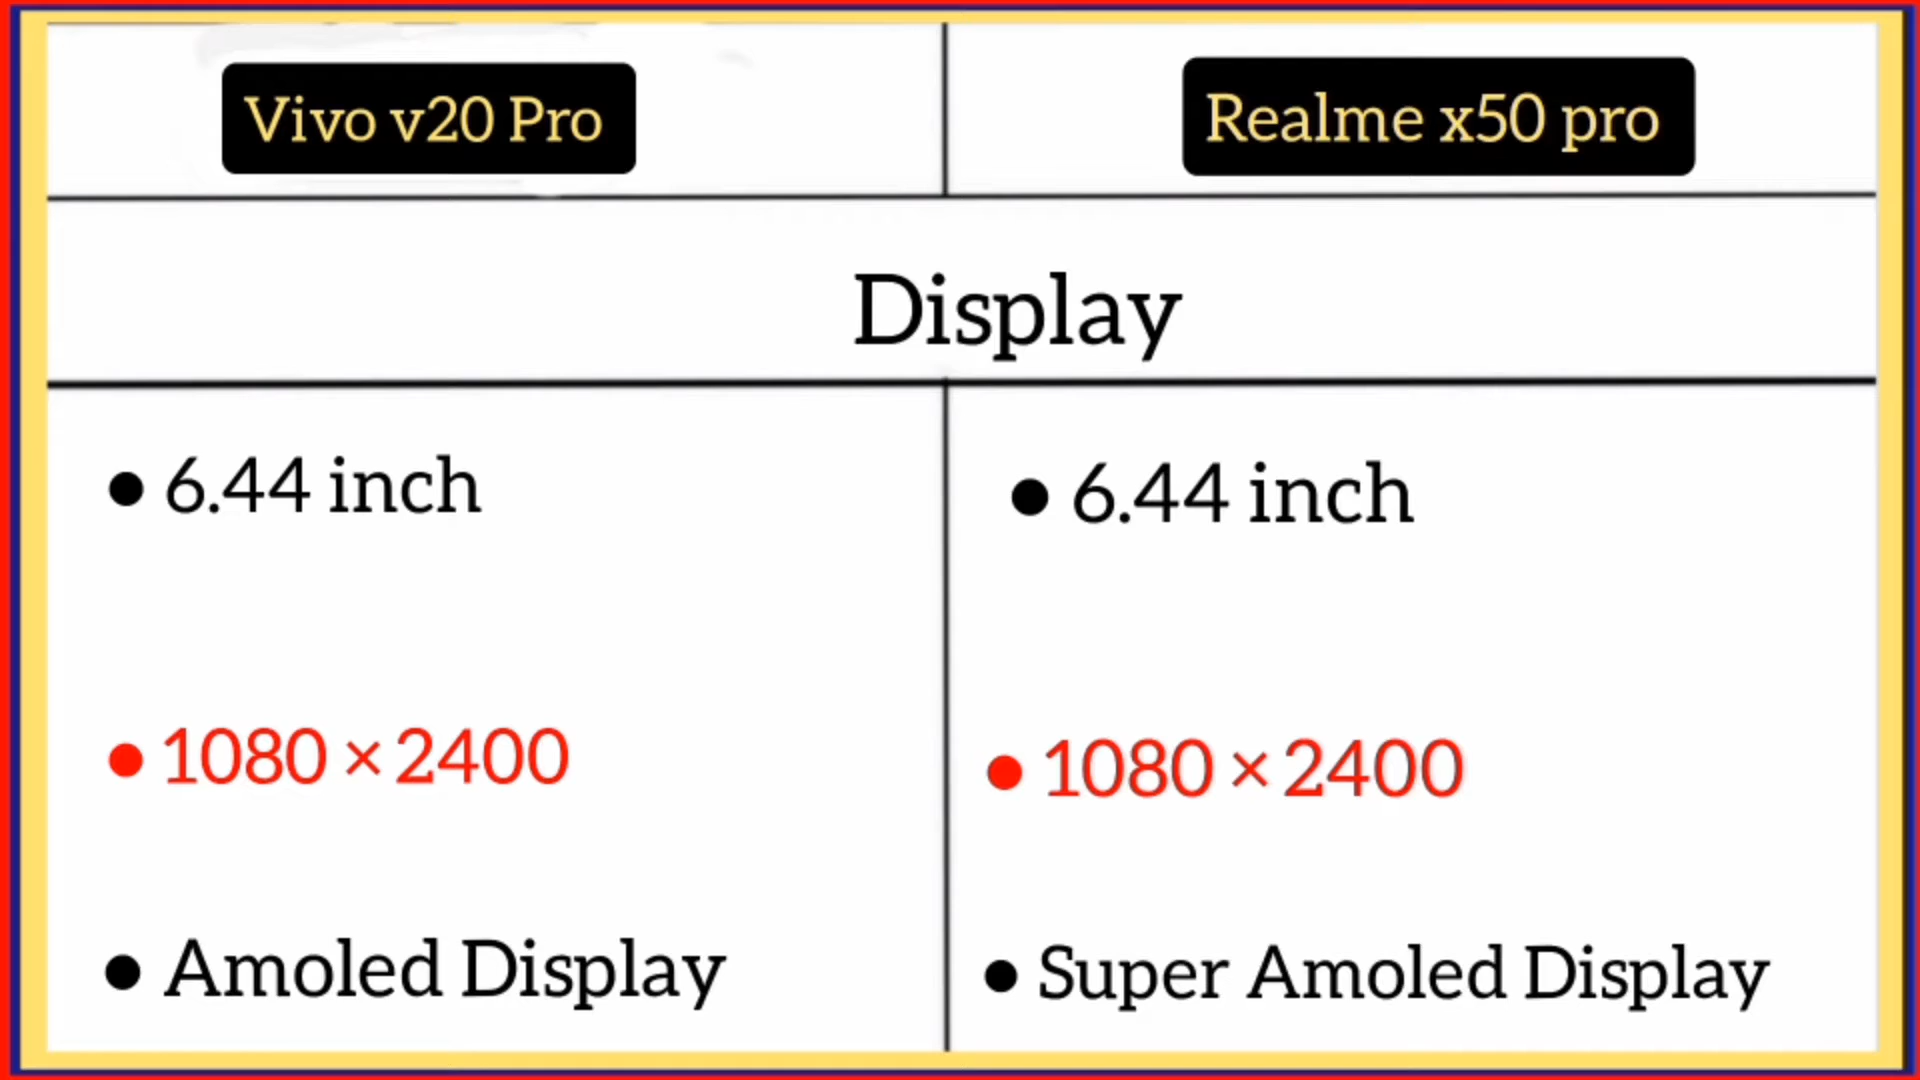 Vivo v20 Pro
Realme x50 pro
Display
• 6.44 inch
• 6.44 inch
• 1080 × 2400
• 1080 × 2400
• Amoled Display
• Super Amoled Display